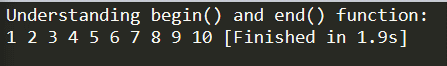 Understanding begin() and end() function:
1 2 3 4 5 6 7 8 9 10 [Finished in 1.9s]